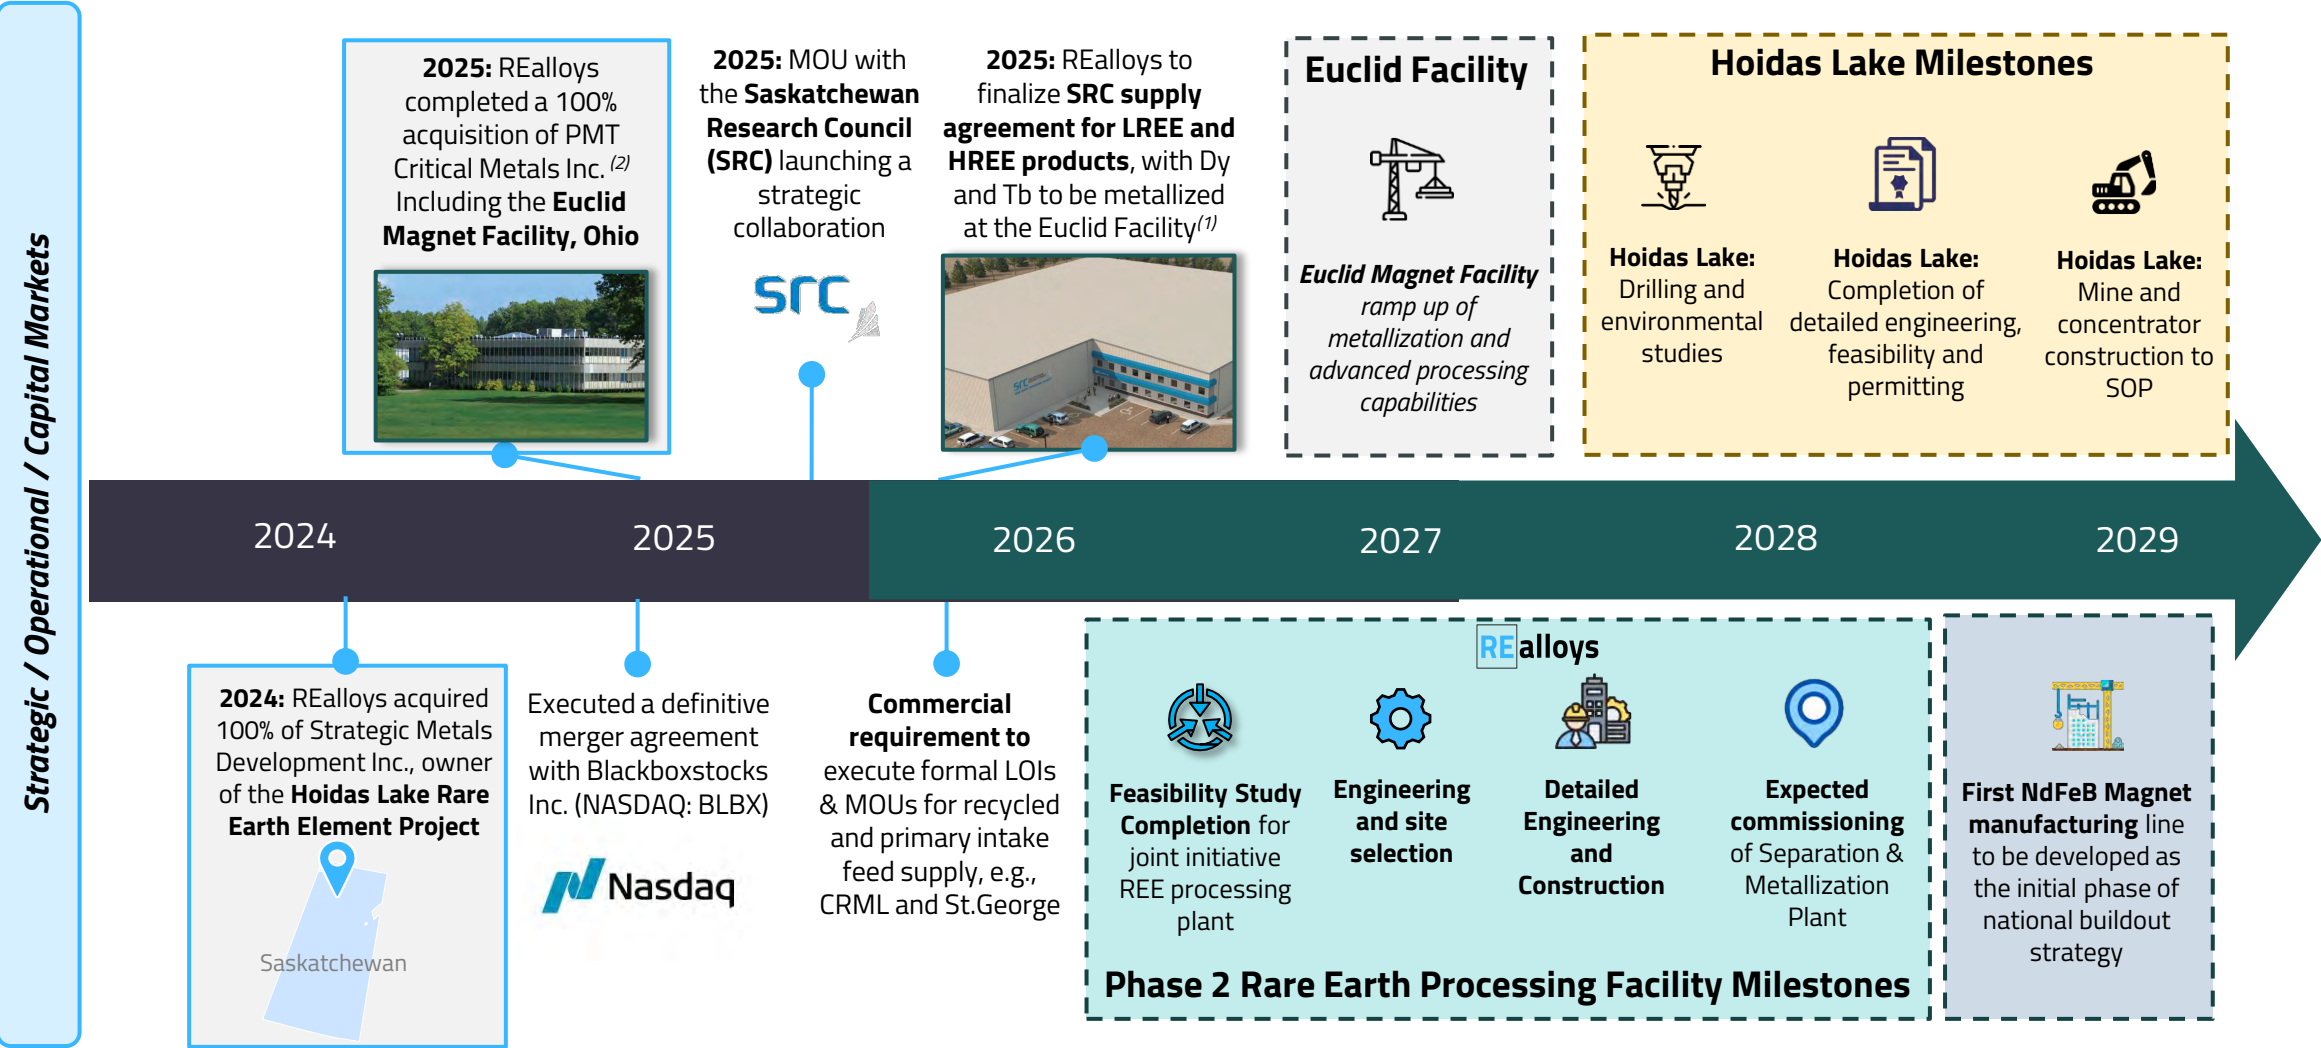 Strategic / Operational / Capital Markets
2025: REalloys
completed a 100%
acquisition of PMT
Critical Metals Inc. (2)
Including the Euclid
Magnet Facility, Ohio
2025: MOU with
the Saskatchewan
Research Council
(SRC) launching a
strategic
collaboration
src
2025: REalloys to
finalize SRC supply
agreement for LREE and
HREE products, with Dy
and Tb to be metallized
at the Euclid Facility(1)
src
Euclid Facility
Euclid Magnet Facility
ramp up of
metallization and
advanced processing
capabilities
Hoidas Lake Milestones
Hoidas Lake:
Drilling and
environmental
studies
Hoidas Lake:
Completion of
detailed engineering,
feasibility and
permitting
Hoidas Lake:
Mine and
concentrator
construction to
SOP
2024
2025
2026
2027
2028
2029
2024: REalloys acquired
100% of Strategic Metals
Development Inc., owner
of the Hoidas Lake Rare
Earth Element Project
Saskatchewan
Executed a definitive
merger agreement
with Blackboxstocks
Inc. (NASDAQ: BLBX)
Nasdaq
Commercial
requirement to
execute formal LOIs
& MOUs for recycled
and primary intake
feed supply, e.g.,
CRML and St.George
REalloys
Feasibility Study
Completion for
joint initiative
REE processing
plant
Engineering
and site
selection
Detailed
Engineering
and
Construction
Expected
commissioning
of Separation &
Metallization
Plant
Phase 2 Rare Earth Processing Facility Milestones
First NdFeB Magnet
manufacturing line
to be developed as
the initial phase of
national buildout
strategy